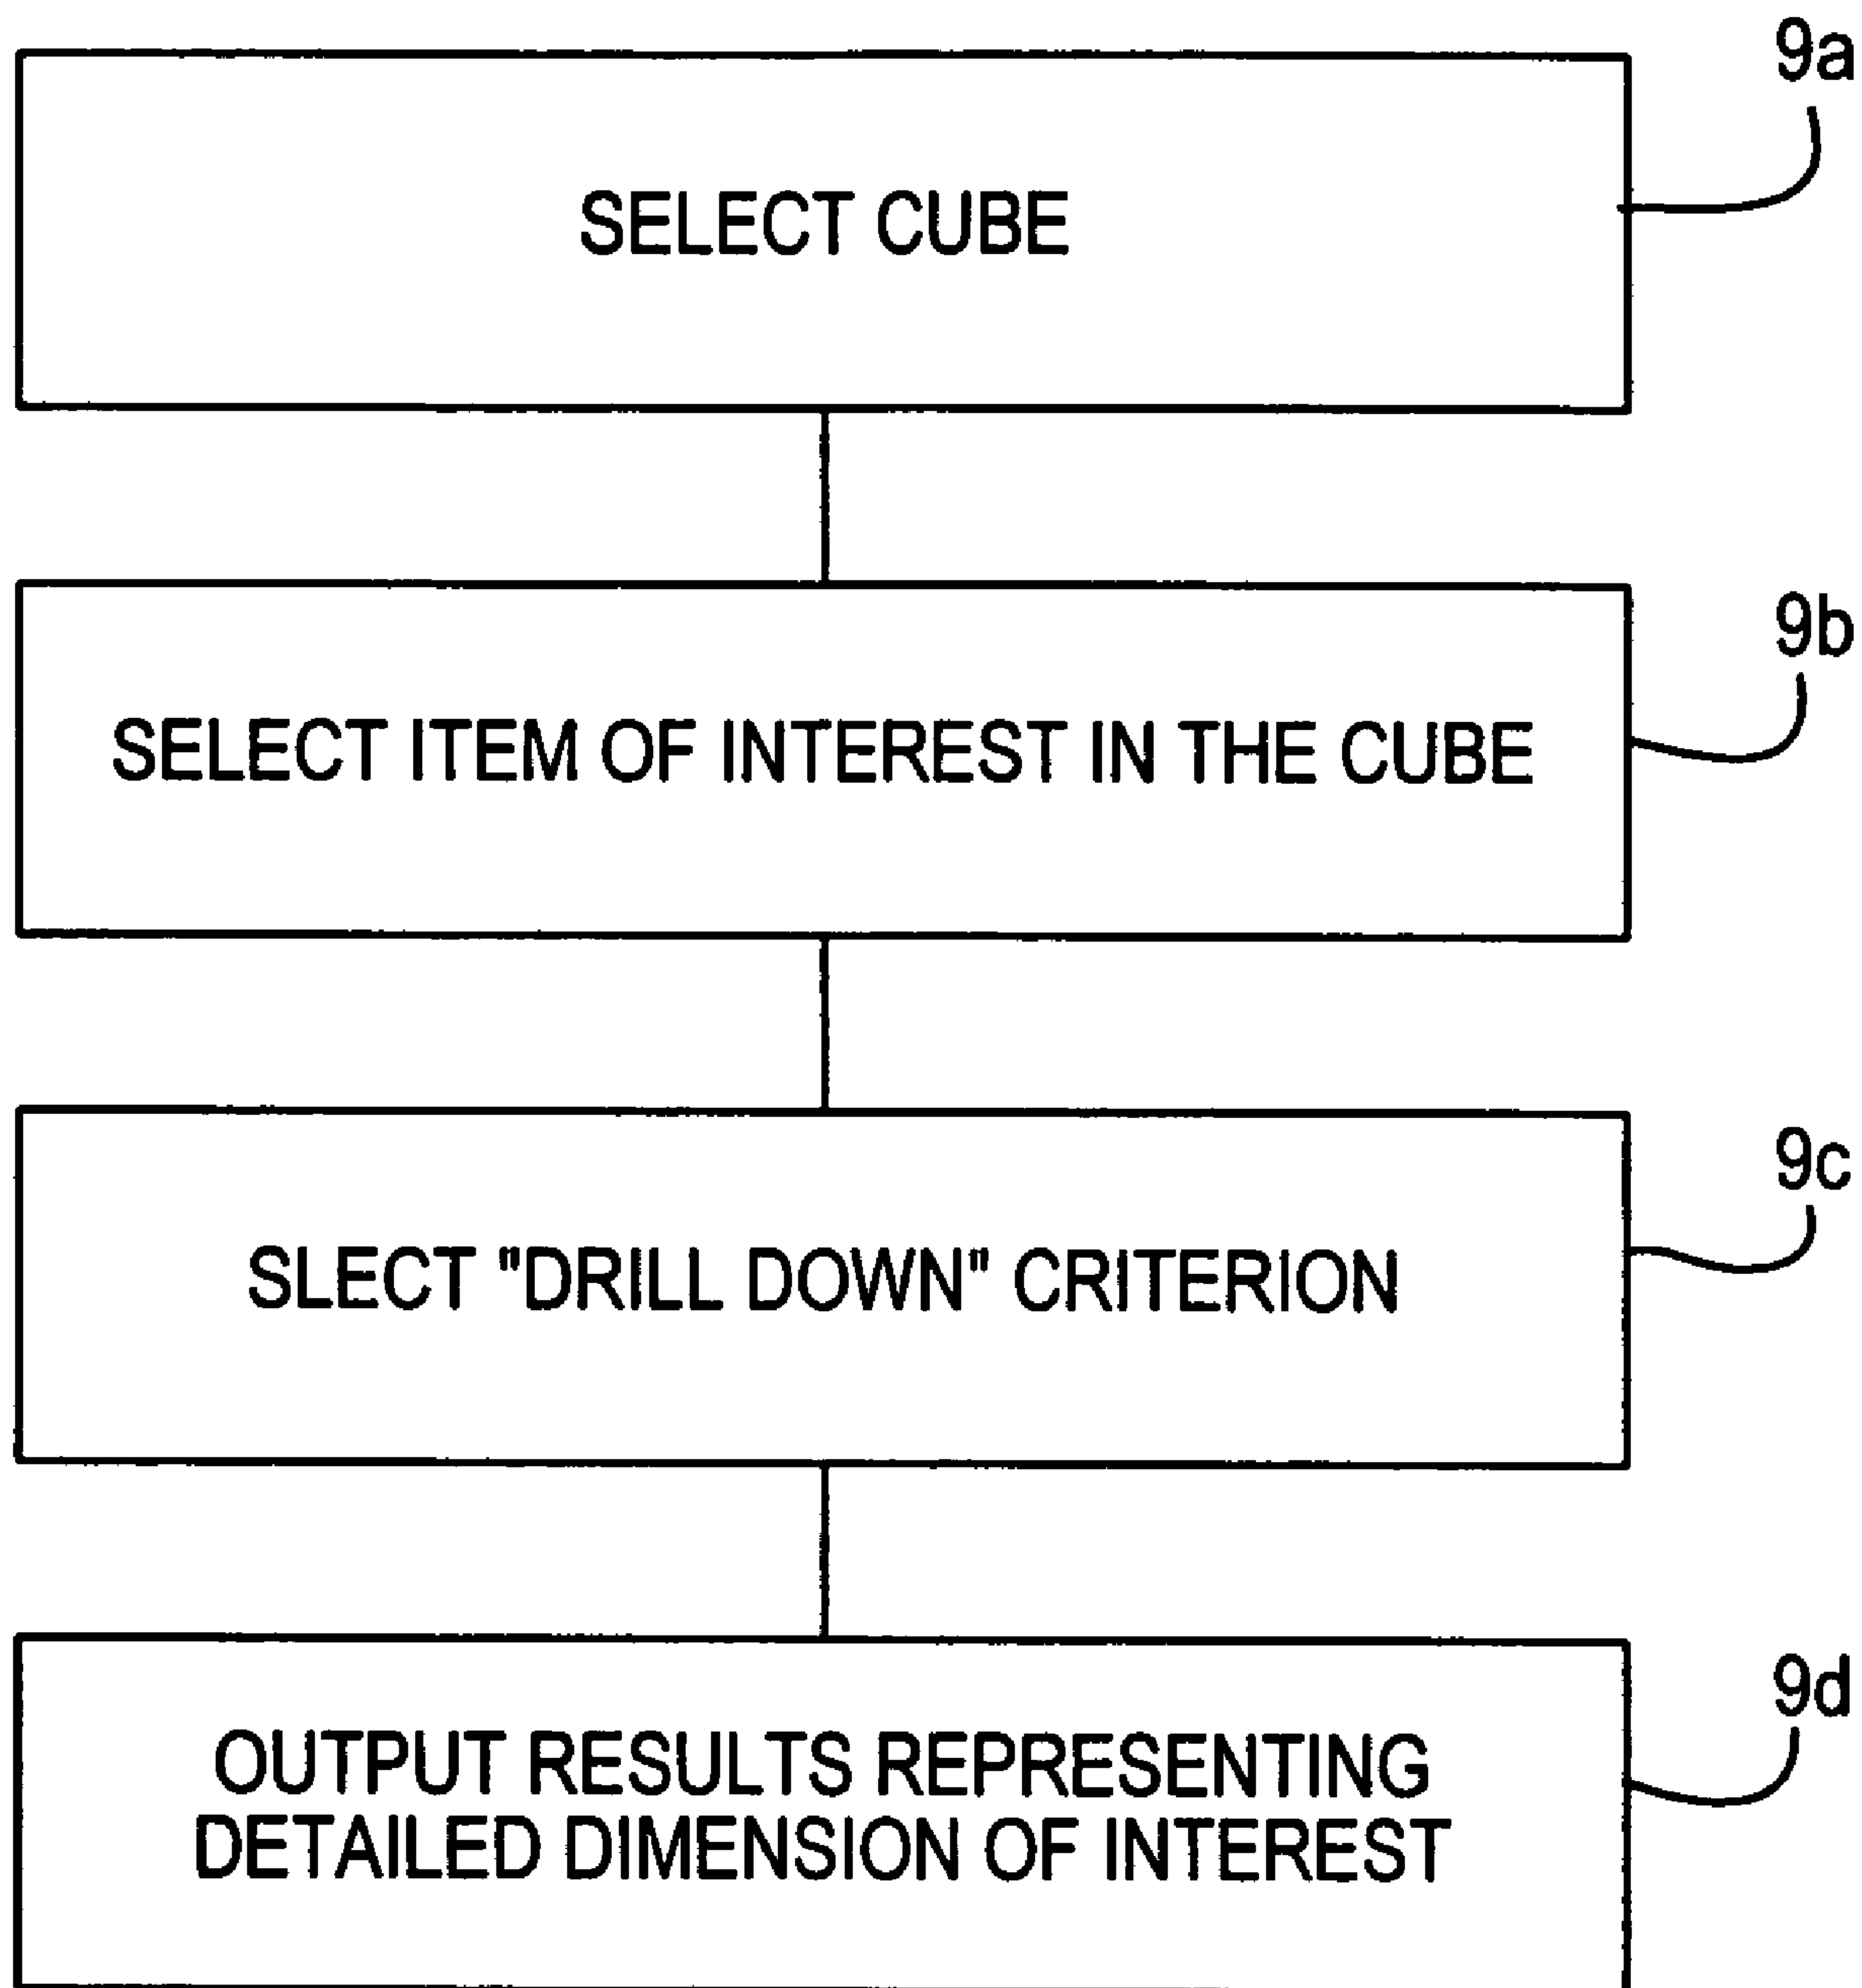 9a
SELECT CUBE
9b
SELECT ITEM OF INTEREST IN THE CUBE
9c
SLECT "DRILL DOWN" CRITERION
9d
OUTPUT RESULTS REPRESENTING
DETAILED DIMENSION OF INTEREST